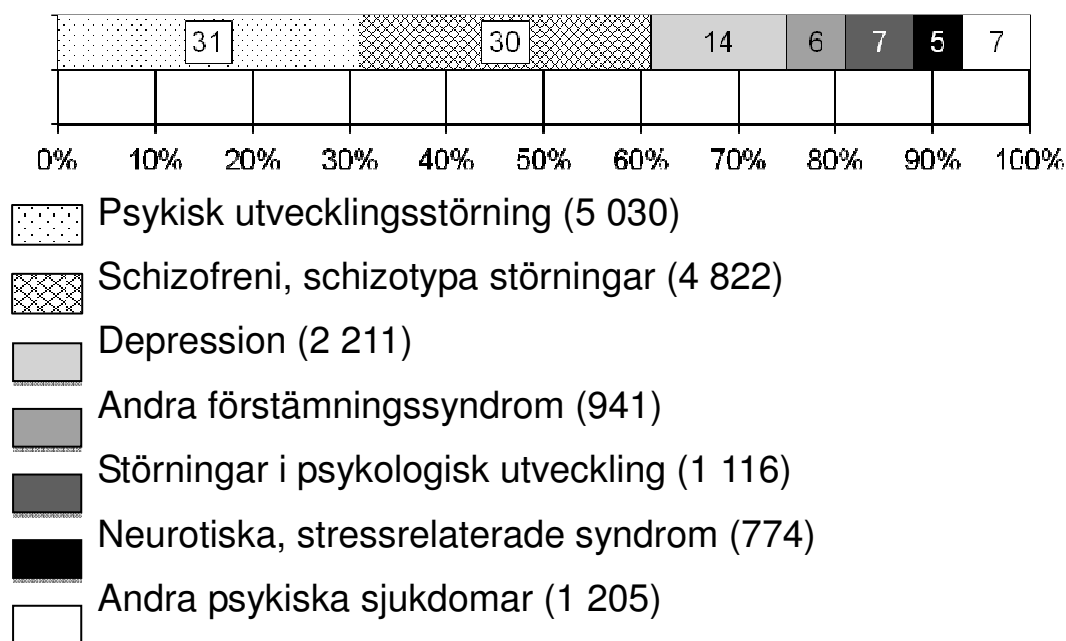 31 30 14 6 7 5 7
0% 10% 20% 30% 40% 50% 60% 70% 80% 90% 100%
Psykisk utvecklingsstörning (5 030)
Schizofreni, schizotypa störningar (4 822)
Depression (2 211)
Andra förstämningssyndrom (941)
Störningar i psykologisk utveckling (1 116)
Neurotiska, stressrelaterade syndrom (774)
Andra psykiska sjukdomar (1 205)